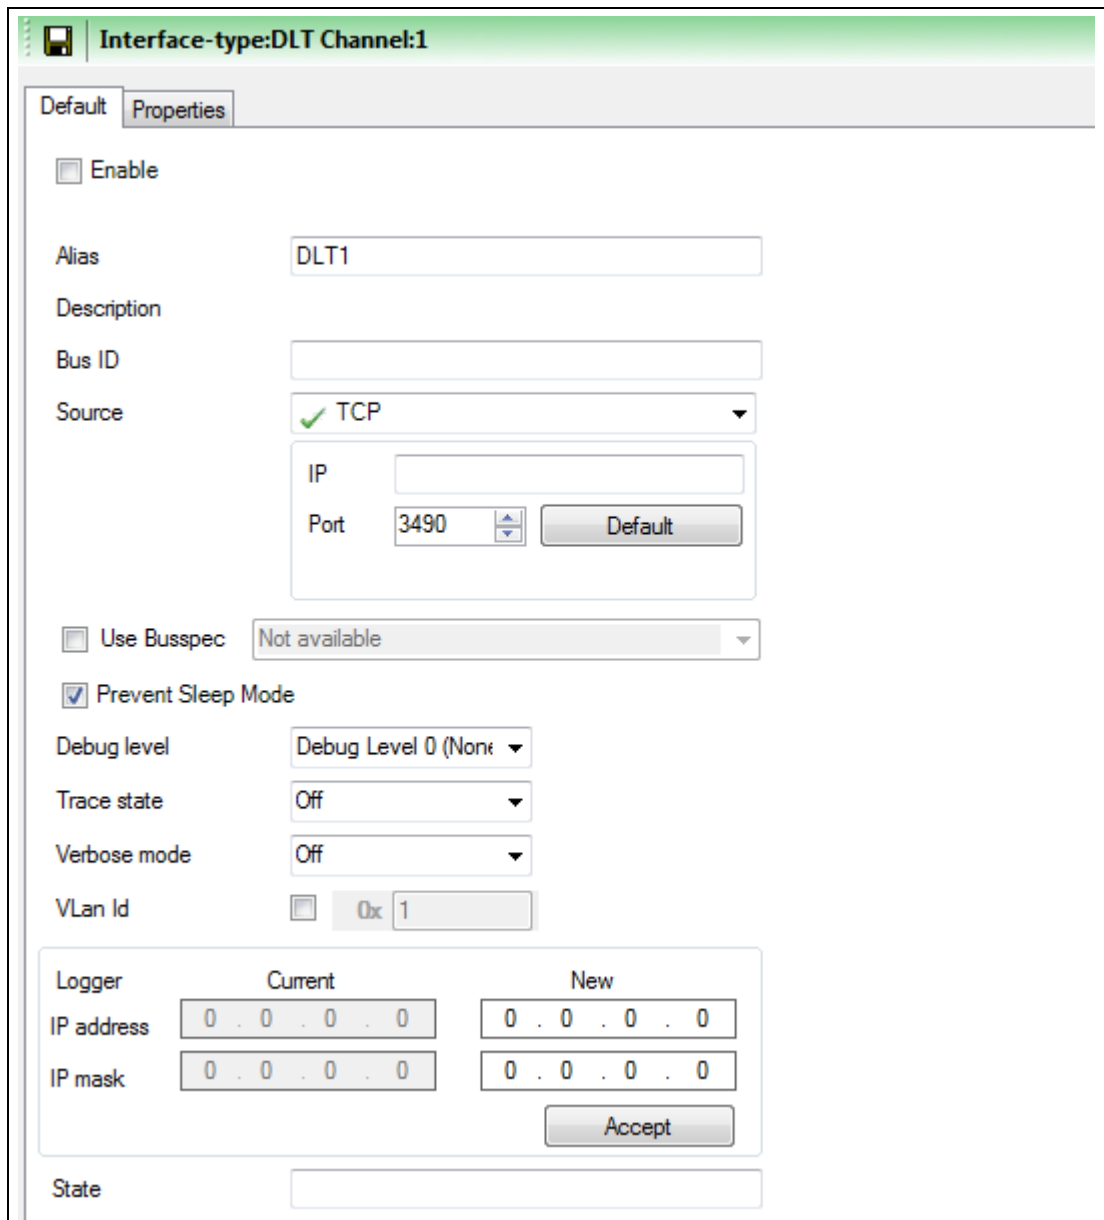 Interface-type:DLT Channel:1
Default Properties
Enable
Alias DLT1
Description
Bus ID
Source TCP
IP
Port 3490 Default
Use Busspec Not available
Prevent Sleep Mode
Debug level Debug Level 0 (None
Trace state Off
Verbose mode Off
VLan Id 0x 1
Logger Current New
IP address 0 . 0 . 0 . 0 0 . 0 . 0 . 0
IP mask 0 . 0 . 0 . 0 0 . 0 . 0 . 0
Accept
State